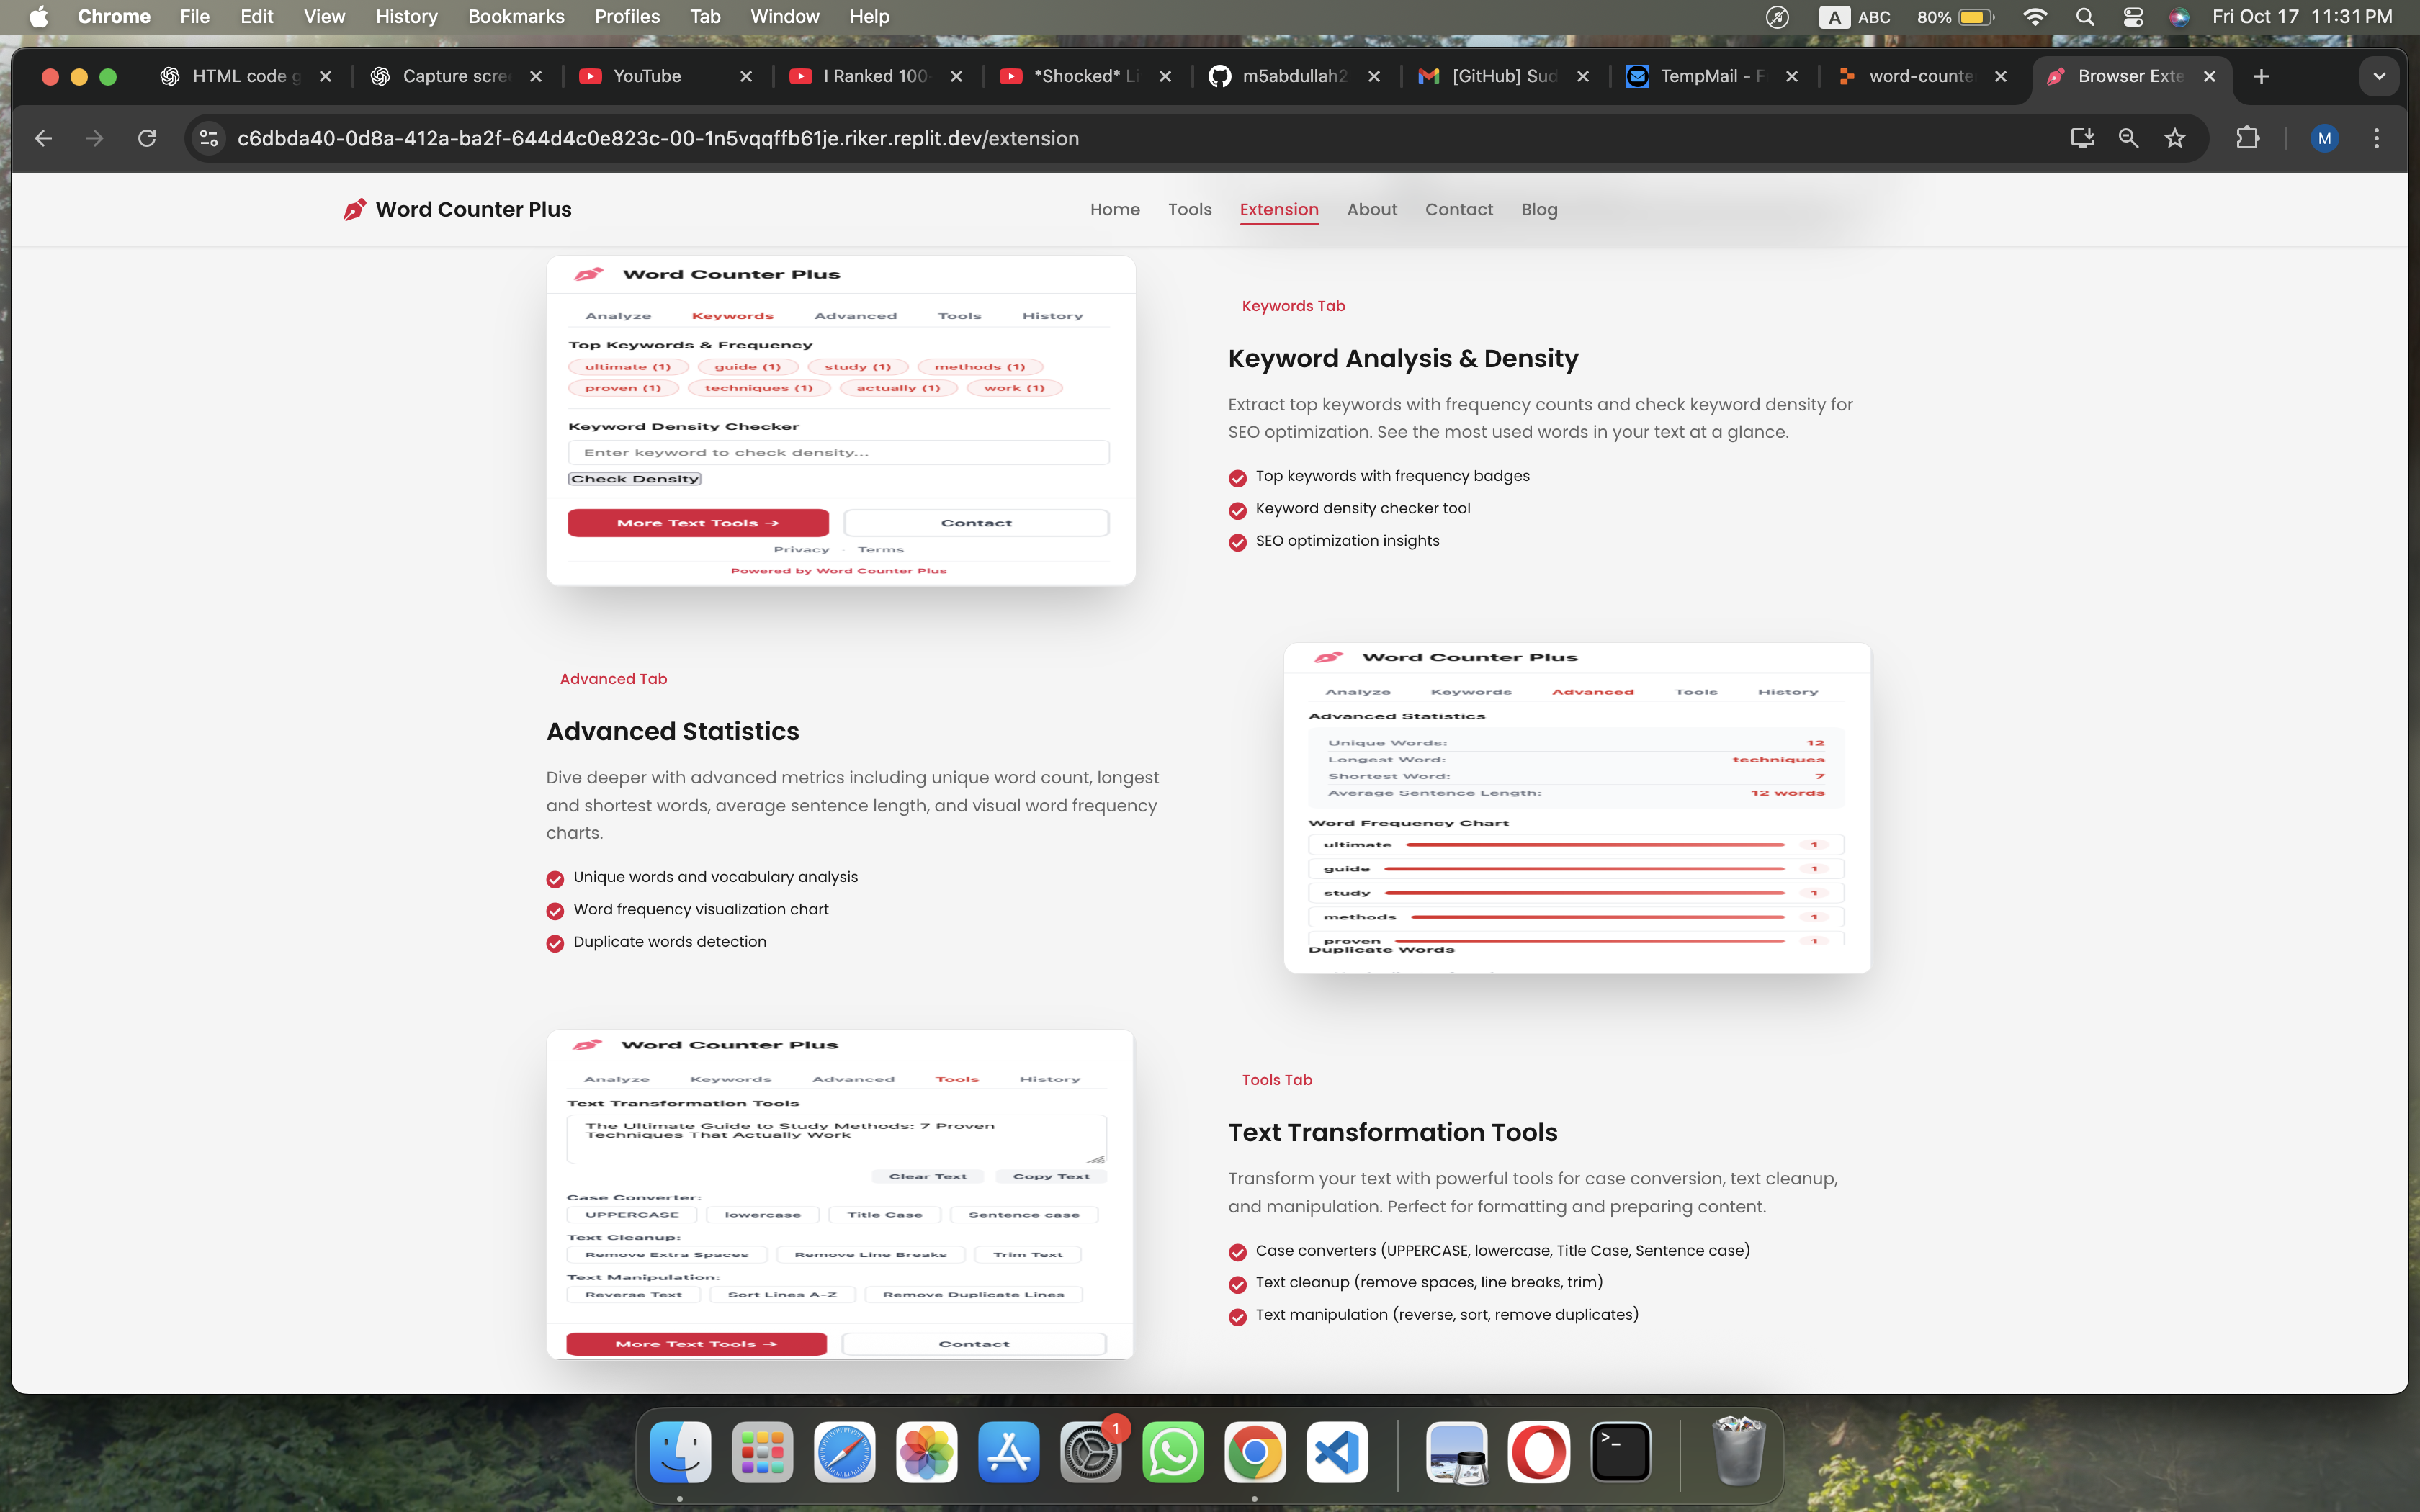 Chrome File Edit View History Bookmarks Profiles Tab Window Help A ABC 80% Fri Oct 17 11:31 PM
HTML code g
Capture scre
YouTube
I Ranked 100
*Shocked* Li
m5abdullah2
[GitHub] Sud
TempMail - F
word-counte
Browser Exte
c6dbda40-0d8a-412a-ba2f-644d4c0e823c-00-1n5vqqffb61je.riker.replit.dev/extension
M
Word Counter Plus
Home Tools Extension About Contact Blog
Word Counter Plus
Analyze Keywords Advanced Tools History
Top Keywords & Frequency
ultimate (1) guide (1) study (1) methods (1)
proven (1) techniques (1) actually (1) work (1)
Keyword Density Checker
Enter keyword to check density...
Check Density
More Text Tools → Contact
Privacy · Terms
Powered by Word Counter Plus
Keywords Tab
Keyword Analysis & Density
Extract top keywords with frequency counts and check keyword density for
SEO optimization. See the most used words in your text at a glance.
Top keywords with frequency badges
Keyword density checker tool
SEO optimization insights
Advanced Tab
Advanced Statistics
Dive deeper with advanced metrics including unique word count, longest
and shortest words, average sentence length, and visual word frequency
charts.
Unique words and vocabulary analysis
Word frequency visualization chart
Duplicate words detection
Word Counter Plus
Analyze Keywords Advanced Tools History
Advanced Statistics
Unique Words: 12
Longest Word: techniques
Shortest Word: 7
Average Sentence Length: 12 words
Word Frequency Chart
ultimate 1
guide 1
study 1
methods 1
proven 1
Duplicate Words
Word Counter Plus
Analyze Keywords Advanced Tools History
Text Transformation Tools
The Ultimate Guide to Study Methods: 7 Proven
Techniques That Actually Work
Clear Text Copy Text
Case Converter:
UPPERCASE lowercase Title Case Sentence case
Text Cleanup:
Remove Extra Spaces Remove Line Breaks Trim Text
Text Manipulation:
Reverse Text Sort Lines A-Z Remove Duplicate Lines
More Text Tools → Contact
Tools Tab
Text Transformation Tools
Transform your text with powerful tools for case conversion, text cleanup,
and manipulation. Perfect for formatting and preparing content.
Case converters (UPPERCASE, lowercase, Title Case, Sentence case)
Text cleanup (remove spaces, line breaks, trim)
Text manipulation (reverse, sort, remove duplicates)
1